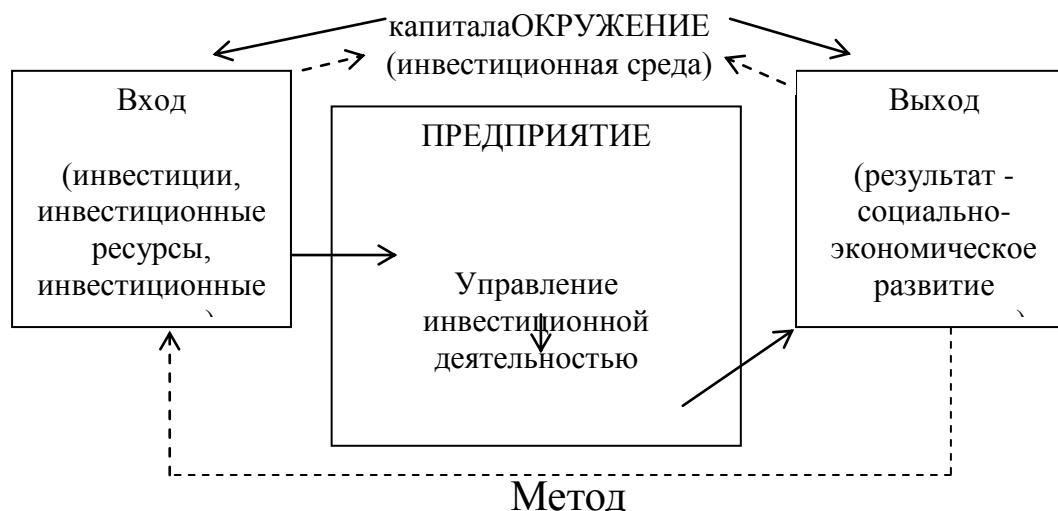 капиталаОКРУЖЕНИЕ
(инвестиционная среда)
Вход
(инвестиции,
инвестиционные
ресурсы,
инвестиционные
)
ПРЕДПРИЯТИЕ
Управление
инвестиционной
деятельностью
Выход
(результат -
социально-
экономическое
развитие
)
Метод